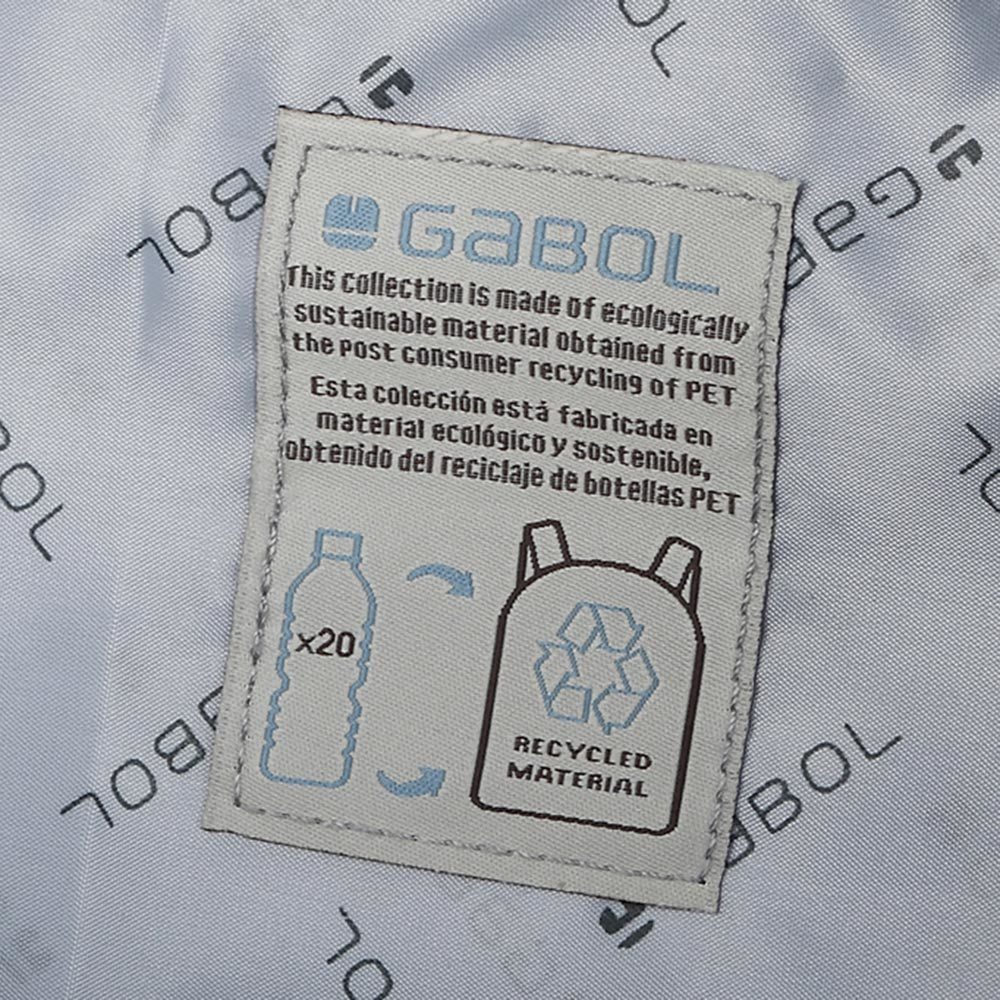 GaBOL
This collection is made of ecologically
sustainable material obtained from
the post consumer recycling of PET
Esta colección está fabricada en
material ecológico y sostenible,
obtenido del reciclaje de botellas PET
x20
RECYCLED
MATERIAL